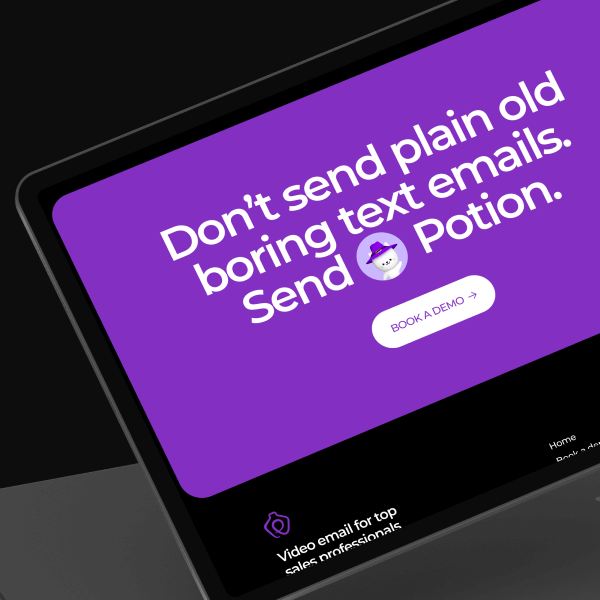 Don't send plain old
boring text emails.
Send Potion.
BOOK A DEMO →
Home
Book a
Video email for top
sales professionals